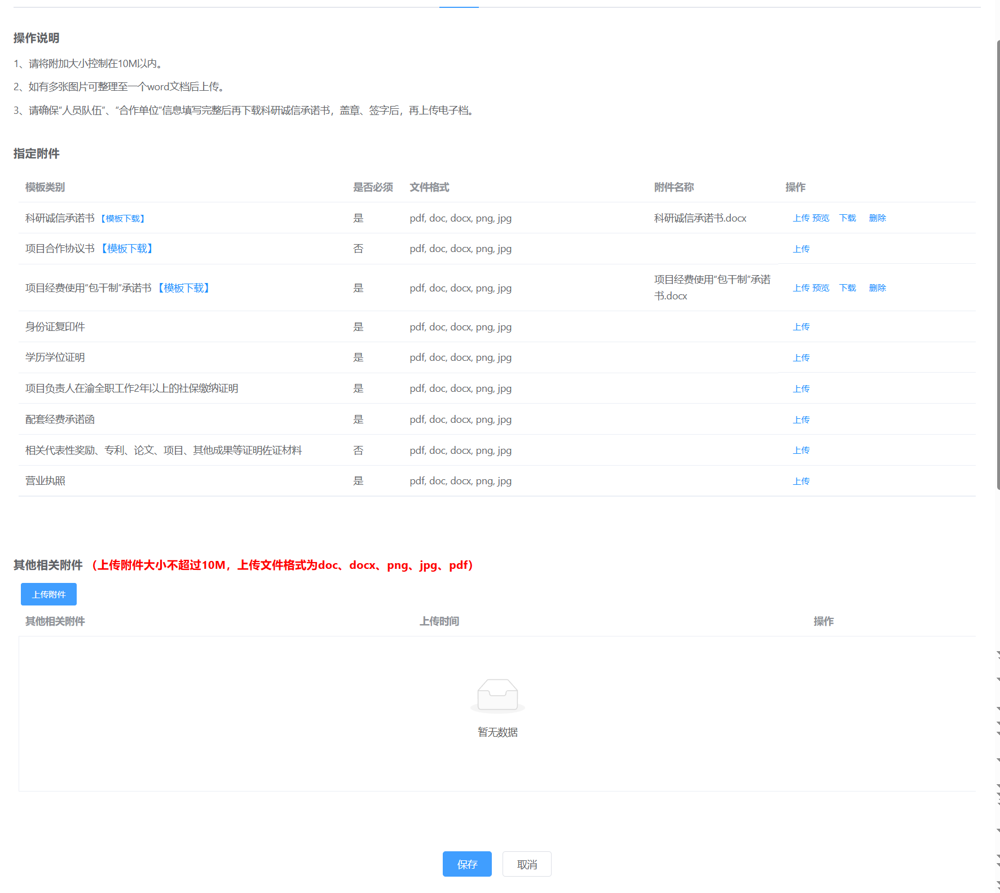 操作说明
1、请将附加大小控制在10M以内。
2、如有多张图片可整理至一个word文档后上传。
3、请确保“人员队伍”、“合作单位”信息填写完整后再下载科研诚信承诺书，盖章、签字后，再上传电子档。
指定附件
模板类别 是否必须 文件格式 附件名称 操作
科研诚信承诺书 【模板下载】 是 pdf, doc, docx, png, jpg 科研诚信承诺书.docx 上传 预览 下载 删除
项目合作协议书 【模板下载】 否 pdf, doc, docx, png, jpg 上传
项目经费使用“包干制”承诺书 【模板下载】 是 pdf, doc, docx, png, jpg 项目经费使用“包干制”承诺 上传 预览 下载 删除
书.docx
身份证复印件 是 pdf, doc, docx, png, jpg 上传
学历学位证明 是 pdf, doc, docx, png, jpg 上传
项目负责人在渝全职工作2年以上的社保缴纳证明 是 pdf, doc, docx, png, jpg 上传
配套经费承诺函 是 pdf, doc, docx, png, jpg 上传
相关代表性奖励、专利、论文、项目、其他成果等证明佐证材料 否 pdf, doc, docx, png, jpg 上传
营业执照 是 pdf, doc, docx, png, jpg 上传
其他相关附件 （上传附件大小不超过10M，上传文件格式为doc、docx、png、jpg、pdf）
上传附件
其他相关附件 上传时间 操作
暂无数据
保存 取消